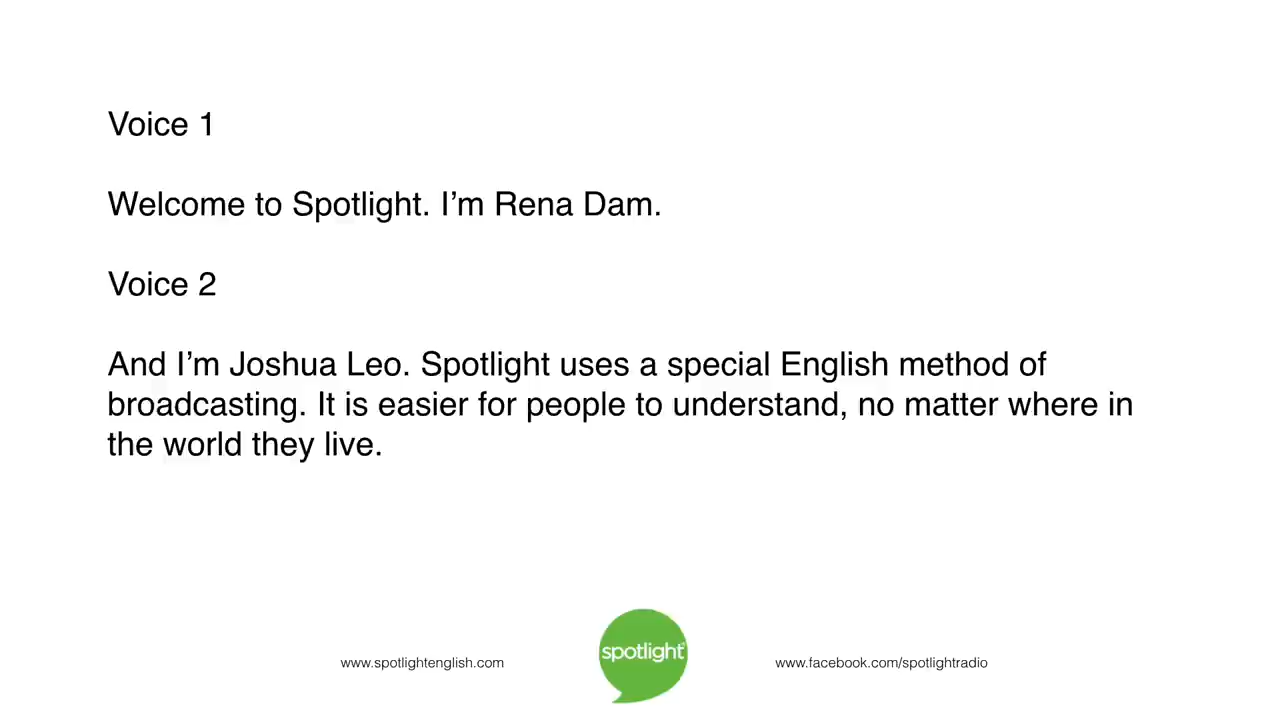 Voice 1
Welcome to Spotlight. I’m Rena Dam.
Voice 2
And I’m Joshua Leo. Spotlight uses a special English method of
broadcasting. It is easier for people to understand, no matter where in
the world they live.
www.spotlightenglish.com
spotlight
www.facebook.com/spotlightradio